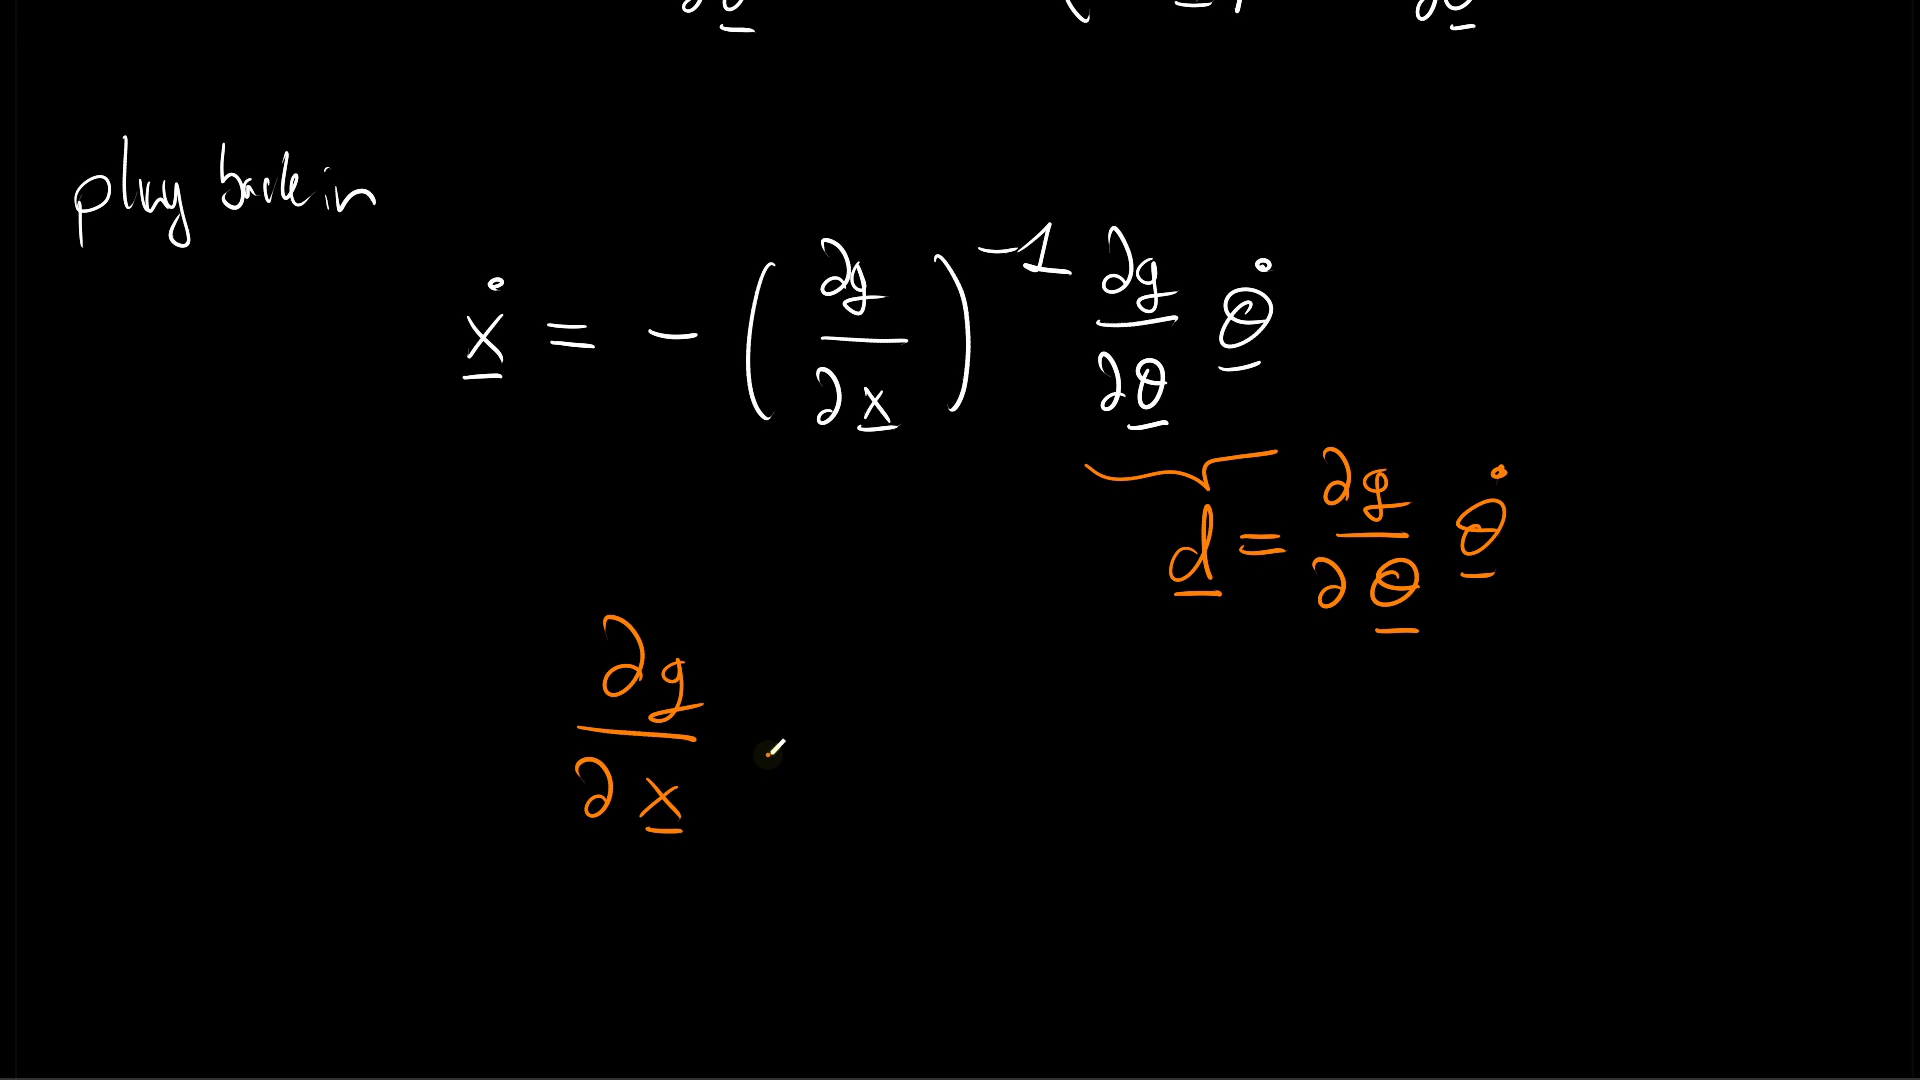 ∂θ ( ∂θ
plug back in
ẋ = - (∂g/∂x)^-1 ∂g/∂θ θ̇
d = ∂g/∂θ θ̇
∂g/∂x